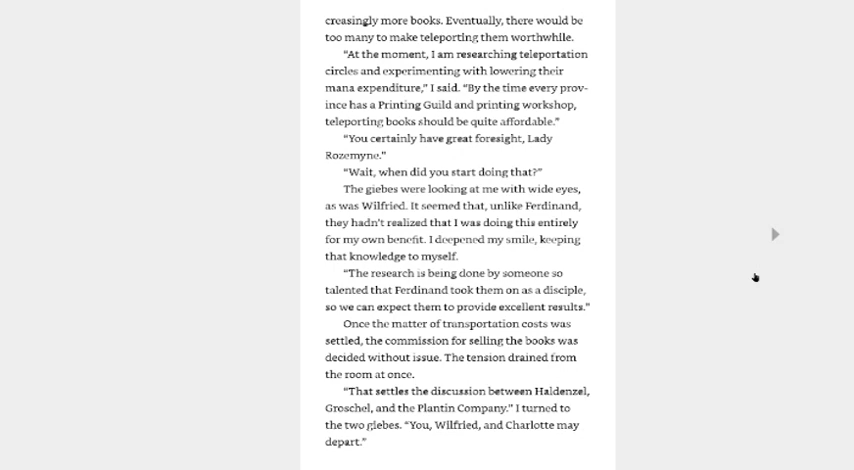 creasingly more books. Eventually, there would be
too many to make teleporting them worthwhile.
“At the moment, I am researching teleportation
circles and experimenting with lowering their
mana expenditure,” I said. “By the time every prov-
ince has a Printing Guild and printing workshop,
teleporting books should be quite affordable.”
“You certainly have great foresight, Lady
Rozemyne.”
“Wait, when did you start doing that?”
The giebes were looking at me with wide eyes,
as was Wilfried. It seemed that, unlike Ferdinand,
they hadn’t realized that I was doing this entirely
for my own benefit. I deepened my smile, keeping
that knowledge to myself.
“The research is being done by someone so
talented that Ferdinand took them on as a disciple,
so we can expect them to provide excellent results.”
Once the matter of transportation costs was
settled, the commission for selling the books was
decided without issue. The tension drained from
the room at once.
“That settles the discussion between Haldenzel,
Groschel, and the Plantin Company.” I turned to
the two giebes. “You, Wilfried, and Charlotte may
depart.”